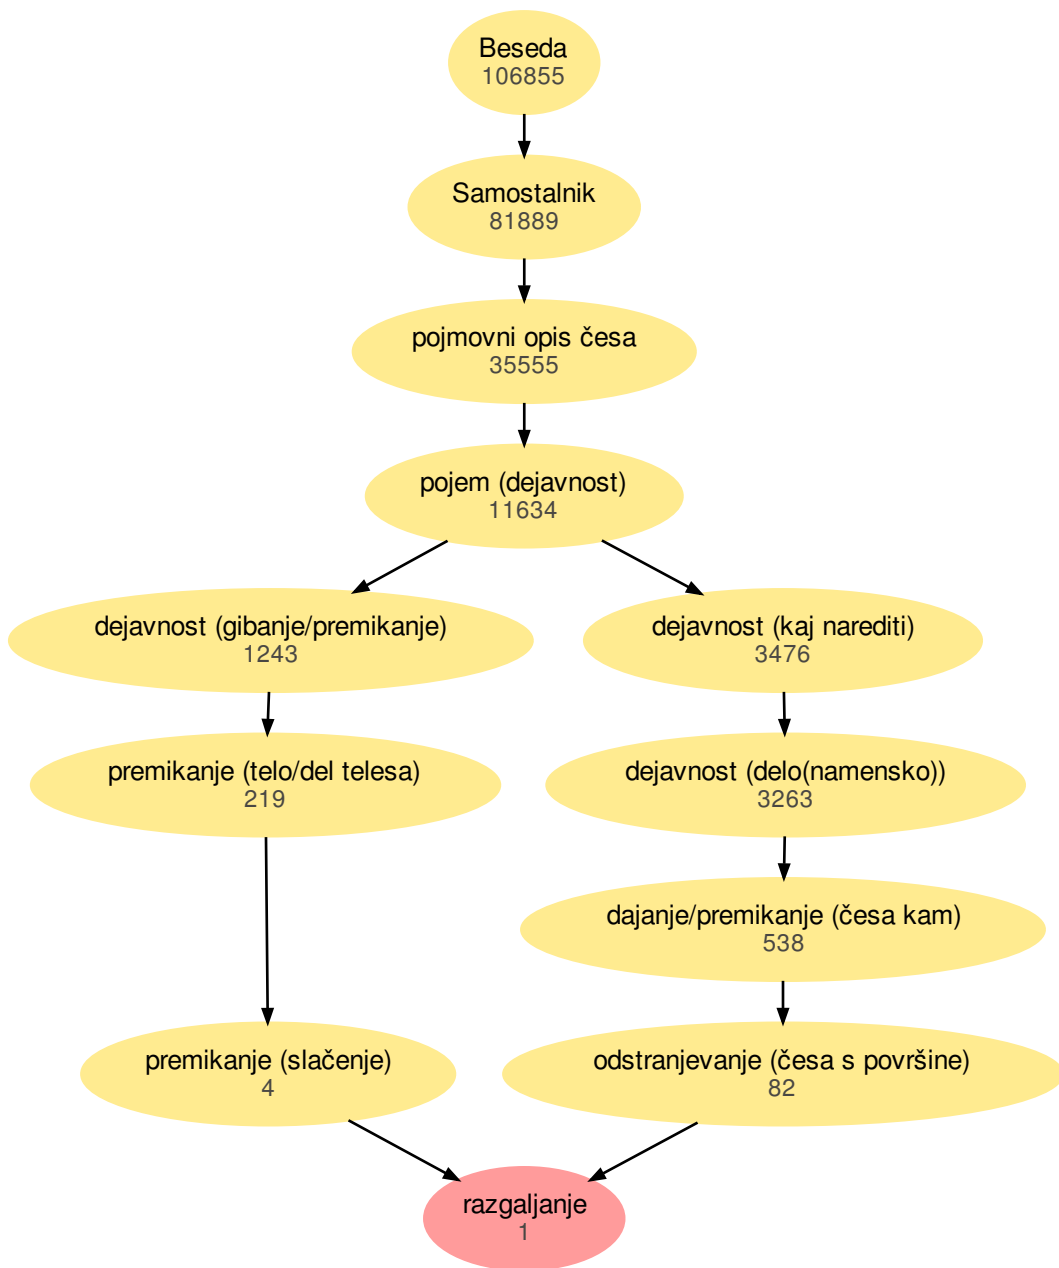 Beseda
106855
Samostalnik
81889
pojmovni opis česa
35555
pojem (dejavnost)
11634
dejavnost (gibanje/premikanje)
1243
dejavnost (kaj narediti)
3476
premikanje (telo/del telesa)
219
dejavnost (delo(namensko))
3263
dajanje/premikanje (česa kam)
538
premikanje (slačenje)
4
odstranjevanje (česa s površine)
82
razgaljanje
1